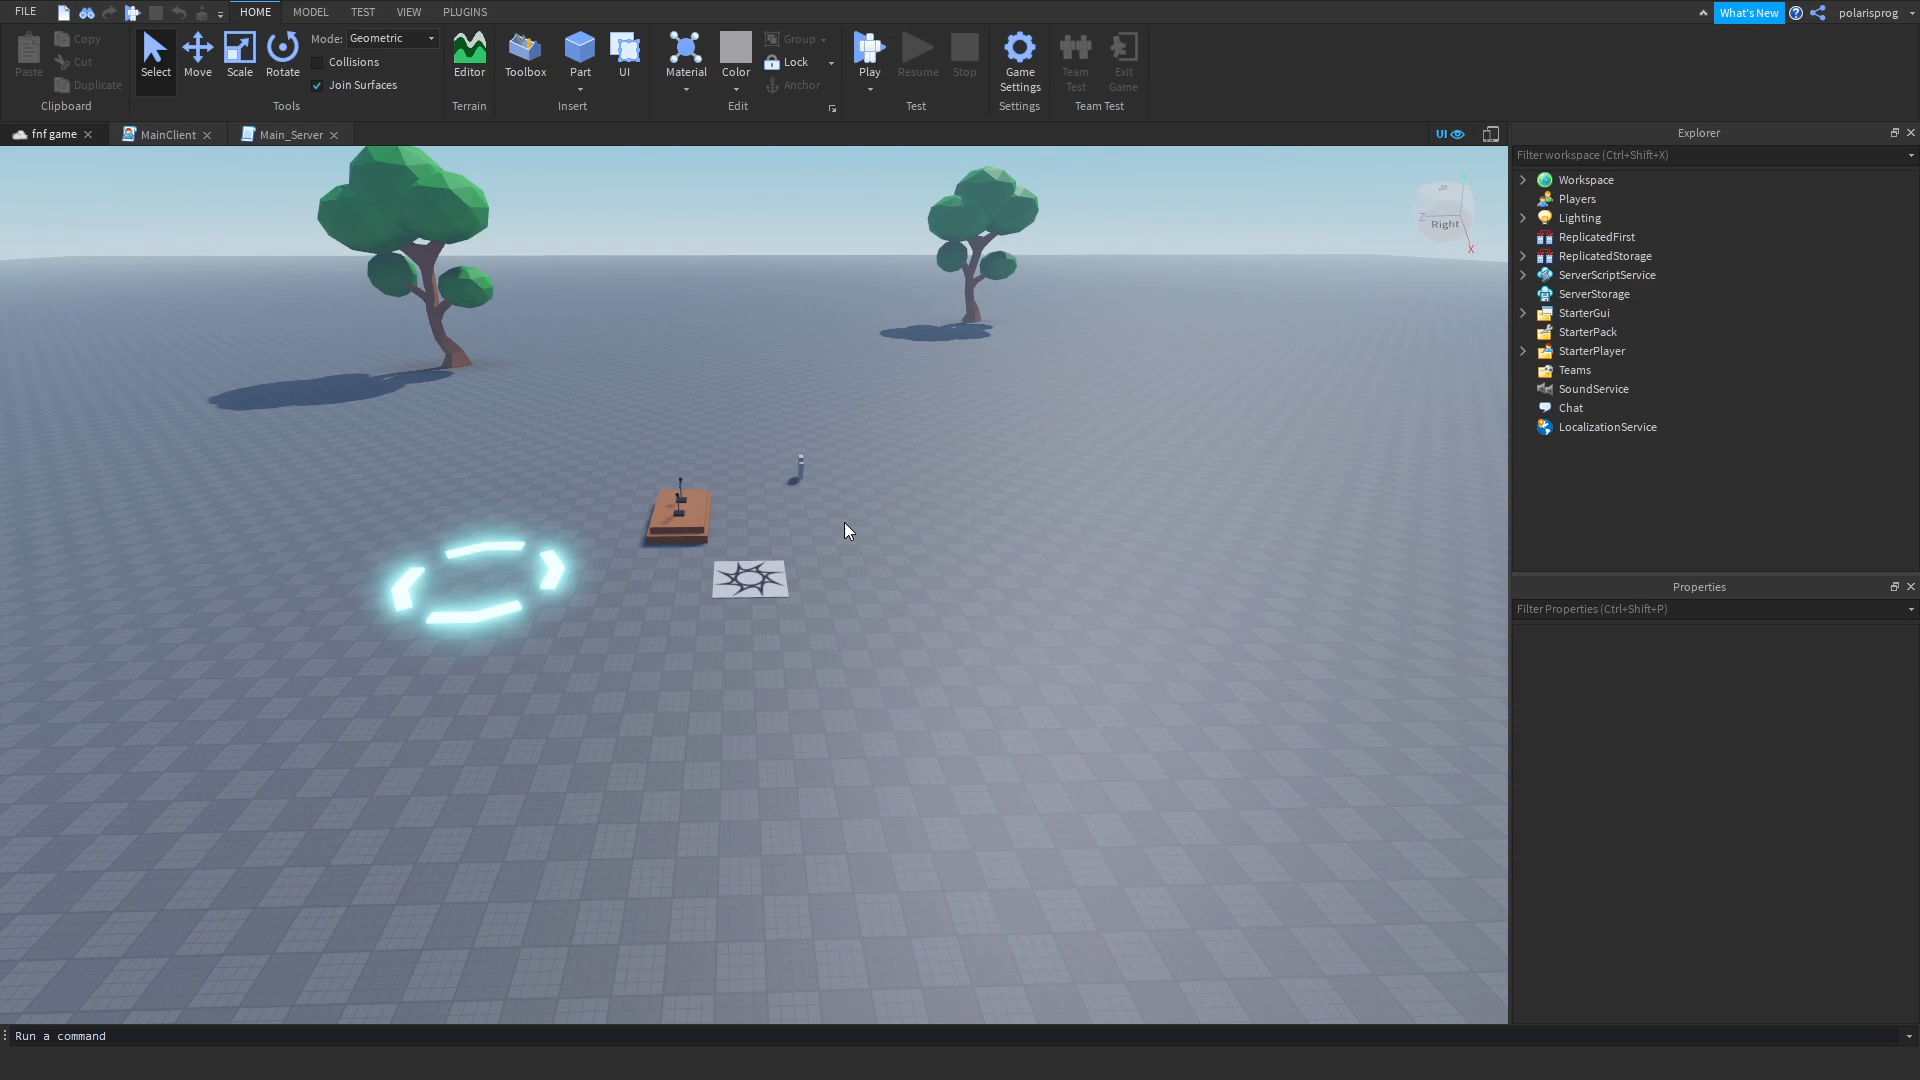 FILE HOME MODEL TEST VIEW PLUGINS What's New polarisprog
Paste Copy Cut Duplicate Clipboard
Select Move Scale Rotate Mode: Geometric Collisions Join Surfaces Tools
Editor Terrain
Toolbox Part UI Insert
Material Color Group Lock Anchor Edit
Play Resume Stop Test
Game Settings Settings
Team Test Exit Game Team Test
fnf game MainClient Main_Server UI
Right
Z
X
Explorer
Filter workspace (Ctrl+Shift+X)
Workspace
Players
Lighting
ReplicatedFirst
ReplicatedStorage
ServerScriptService
ServerStorage
StarterGui
StarterPack
StarterPlayer
Teams
SoundService
Chat
LocalizationService
Properties
Filter Properties (Ctrl+Shift+P)
Run a command